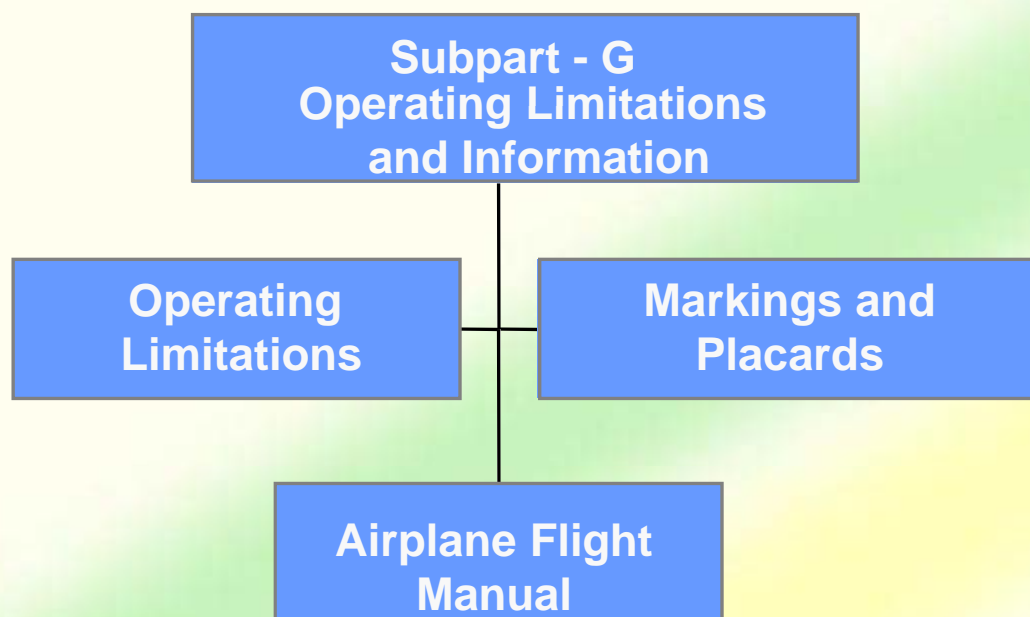 Subpart - G
Operating Limitations
and Information
Operating
Limitations
Markings and
Placards
Airplane Flight
Manual